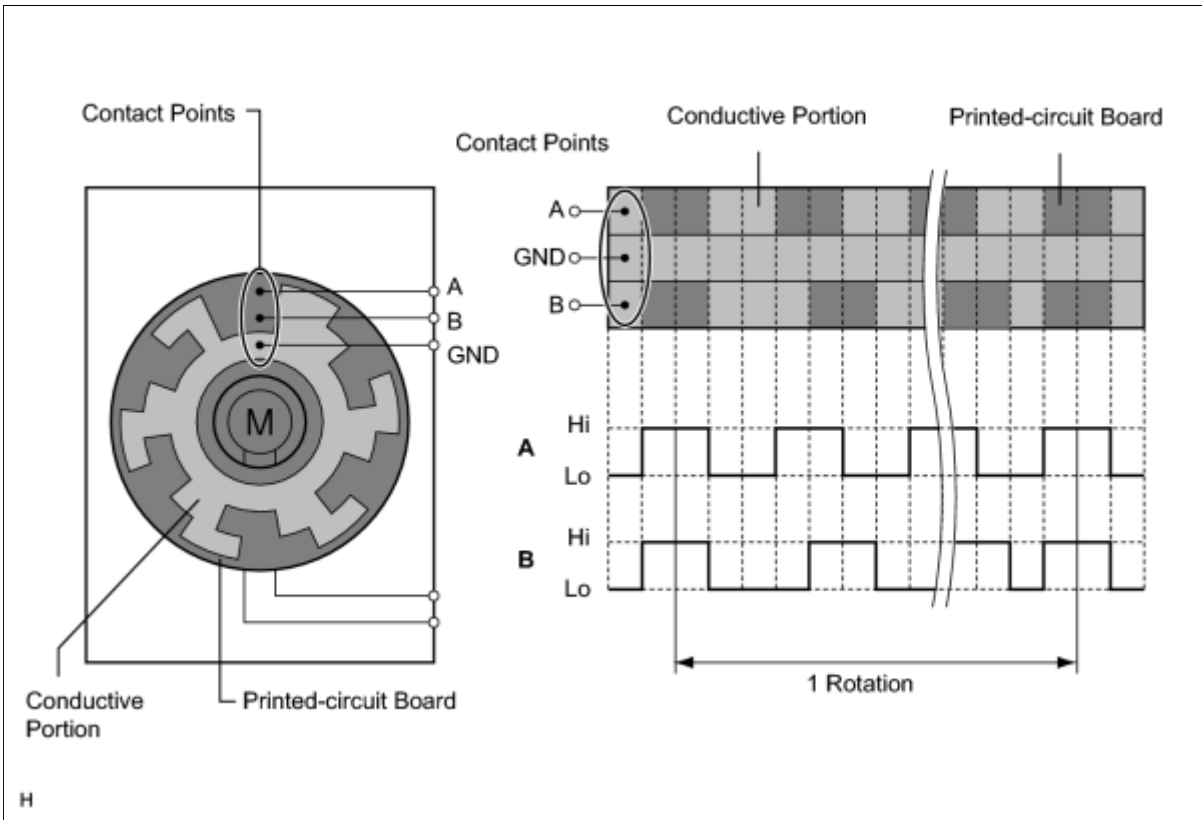 Contact Points
A
B
GND
M
Conductive
Portion
Printed-circuit Board
Conductive Portion
Printed-circuit Board
Contact Points
A
GND
B
Hi
A
Lo
Hi
B
Lo
1 Rotation
H